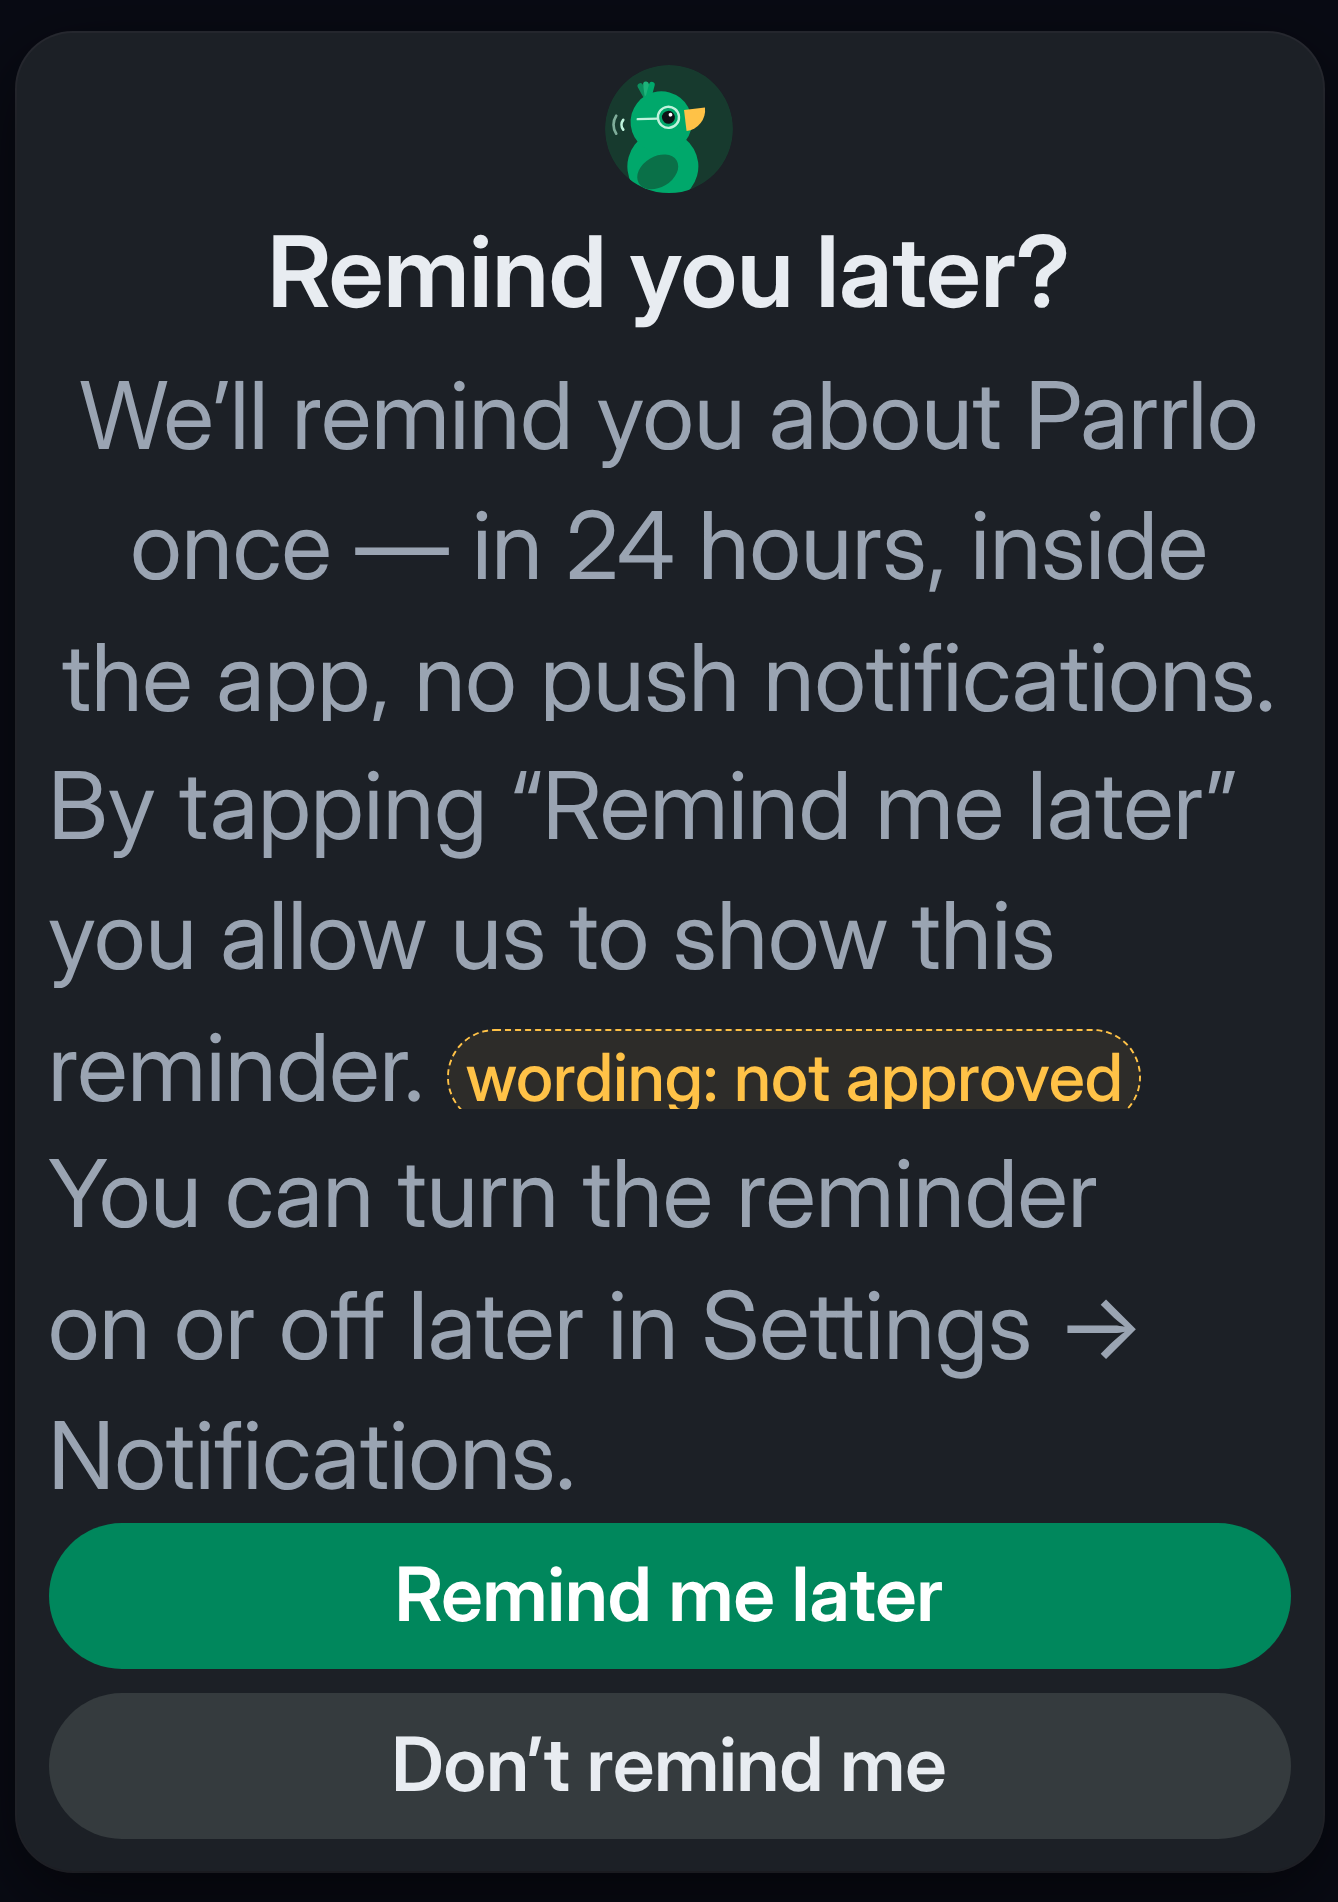 Remind you later?
We’ll remind you about Parrlo
once — in 24 hours, inside
the app, no push notifications.
By tapping “Remind me later”
you allow us to show this
reminder. wording: not approved
You can turn the reminder
on or off later in Settings →
Notifications.
Remind me later
Don’t remind me